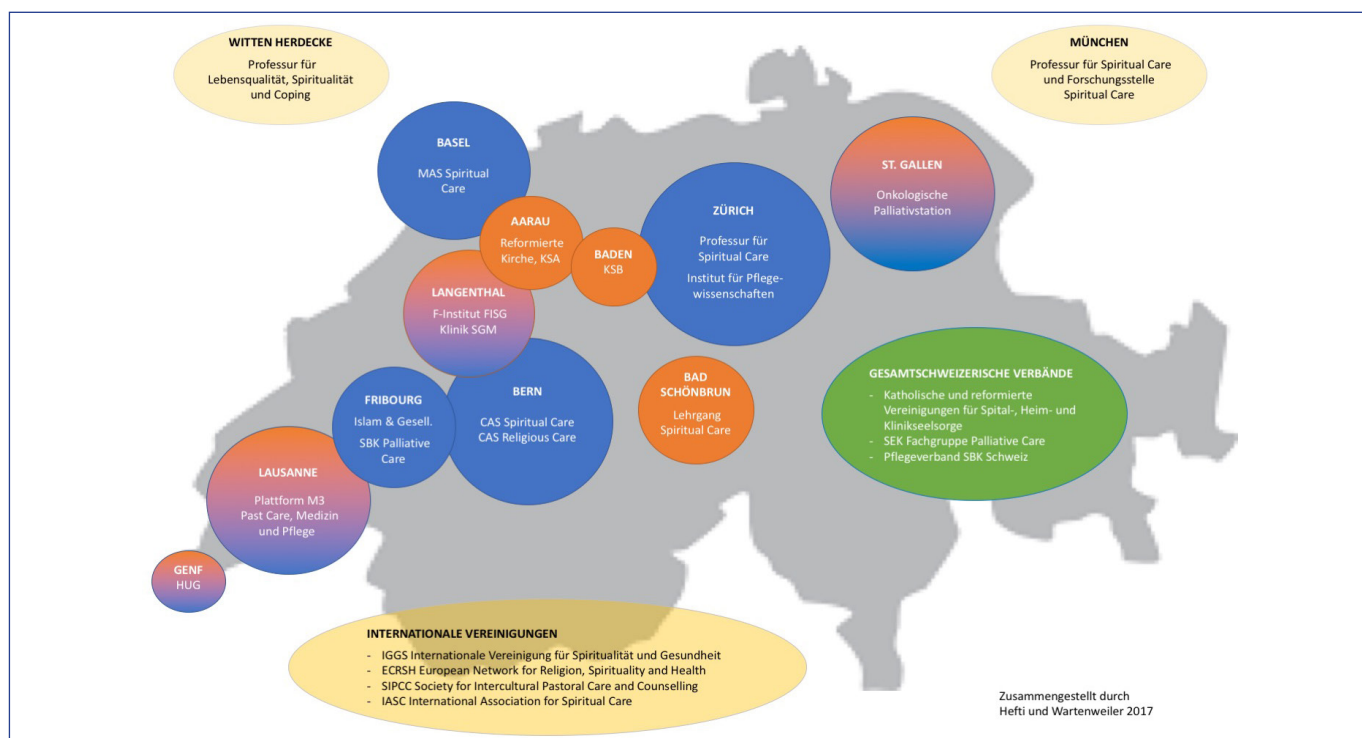 WITTEN HERDECKE
Professur für
Lebensqualität, Spiritualität
und Coping
MÜNCHEN
Professur für Spiritual Care
und Forschungsstelle
Spiritual Care
BASEL
MAS Spiritual
Care
ST. GALLEN
Onkologische
Palliativstation
AARAU
Reformierte
Kirche, KSA
BADEN
KSB
ZÜRICH
Professur für
Spiritual Care
Institut für Pflege-
wissenschaften
LANGENTHAL
F-Institut FISG
Klinik SGM
FRIBOURG
Islam & Gesell.
SBK Palliative
Care
BERN
CAS Spiritual Care
CAS Religious Care
BAD
SCHÖNBRUN
Lehrgang
Spiritual Care
GESAMTSCHWEIZERISCHE VERBÄNDE
- Katholische und reformierte
Vereinigungen für Spital-, Heim- und
Klinikseelsorge
- SEK Fachgruppe Palliative Care
- Pflegeverband SBK Schweiz
LAUSANNE
Plattform M3
Past Care, Medizin
und Pflege
GENF
HUG
INTERNATIONALE VEREINIGUNGEN
- IGGS Internationale Vereinigung für Spiritualität und Gesundheit
- ECRSH European Network for Religion, Spirituality and Health
- SIPCC Society for Intercultural Pastoral Care and Counselling
- IASC International Association for Spiritual Care
Zusammengestellt durch
Hefti und Wartenweiler 2017